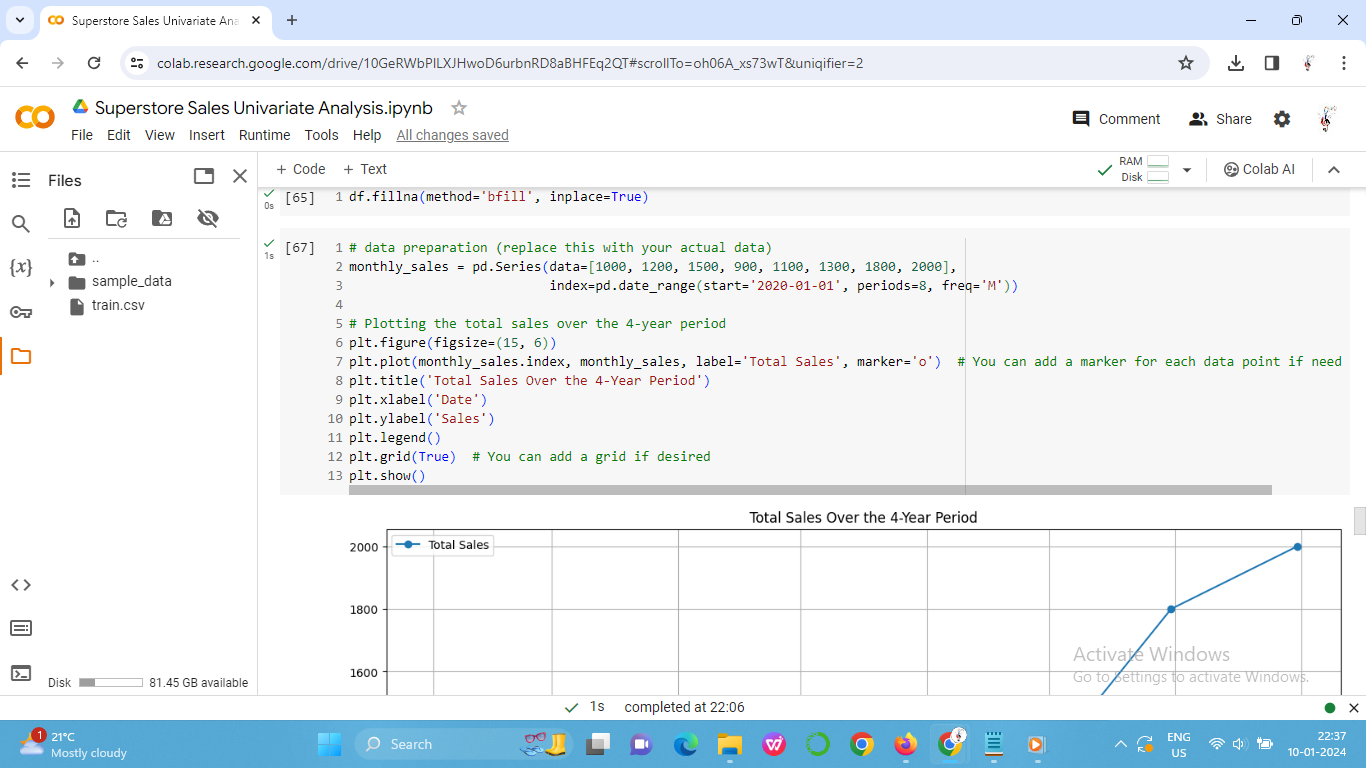 Superstore Sales Univariate Ana
colab.research.google.com/drive/10GeRWbPlLXJHwoD6urbnRD8aBHFEq2QT#scrollTo=oh06A_xs73wT&uniqifier=2
Superstore Sales Univariate Analysis.ipynb
Comment
Share
File Edit View Insert Runtime Tools Help All changes saved
Files
+ Code + Text
RAM
Disk
Colab AI
0s
[65] 1 df.fillna(method='bfill', inplace=True)
..
sample_data
train.csv
1s
[67] 1 # data preparation (replace this with your actual data)
2 monthly_sales = pd.Series(data=[1000, 1200, 1500, 900, 1100, 1300, 1800, 2000],
3 index=pd.date_range(start='2020-01-01', periods=8, freq='M'))
4
5 # Plotting the total sales over the 4-year period
6 plt.figure(figsize=(15, 6))
7 plt.plot(monthly_sales.index, monthly_sales, label='Total Sales', marker='o')  # You can add a marker for each data point if need
8 plt.title('Total Sales Over the 4-Year Period')
9 plt.xlabel('Date')
10 plt.ylabel('Sales')
11 plt.legend()
12 plt.grid(True)  # You can add a grid if desired
13 plt.show()
Total Sales Over the 4-Year Period
Total Sales
2000
1800
1600
Activate Windows
Go to Settings to activate Windows.
Disk 81.45 GB available
1s completed at 22:06
1
21°C
Mostly cloudy
Search
ENG
US
22:37
10-01-2024